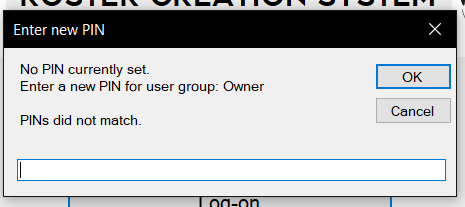 ROSTER CREATION SYSTEM
Enter new PIN
No PIN currently set.
Enter a new PIN for user group: Owner
PINs did not match.
OK
Cancel
Log-on